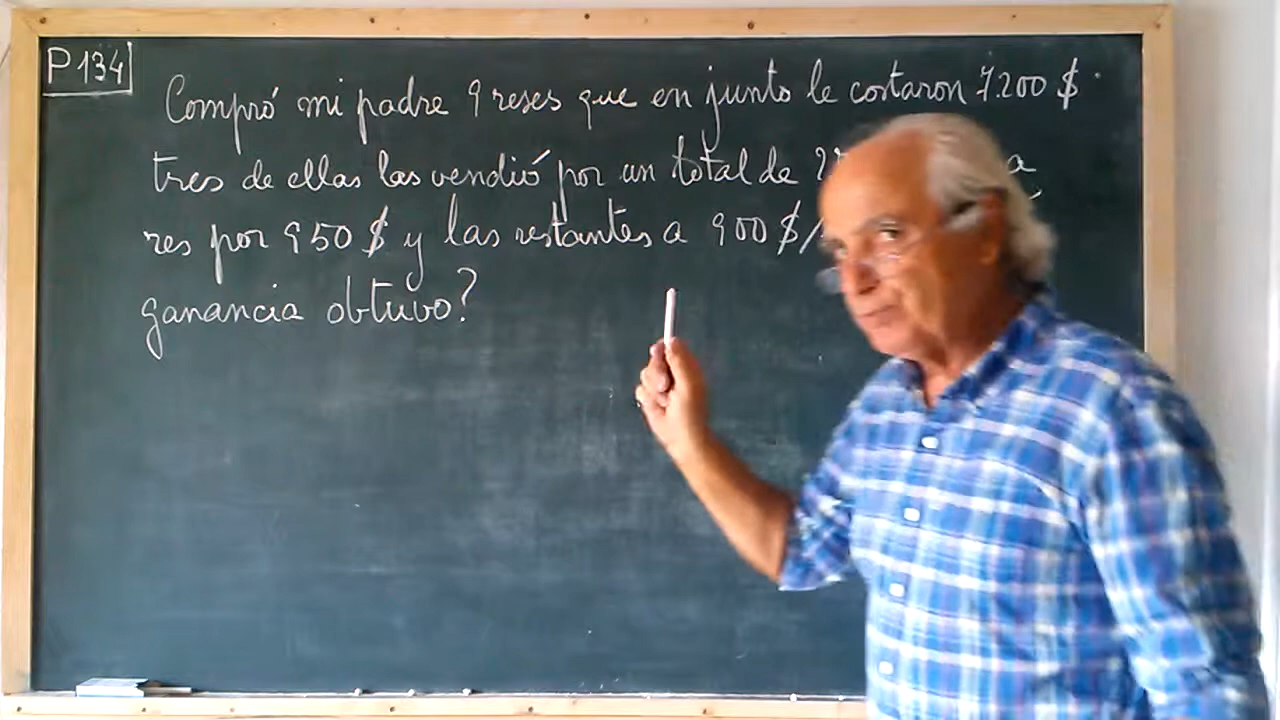 P134
Compró mi padre 9 reses que en junto le costaron 7.200 $.
tres de ellas las vendió por un total de a
res por 950 $ y las restantes a 900 $/
ganancia obtuvo?